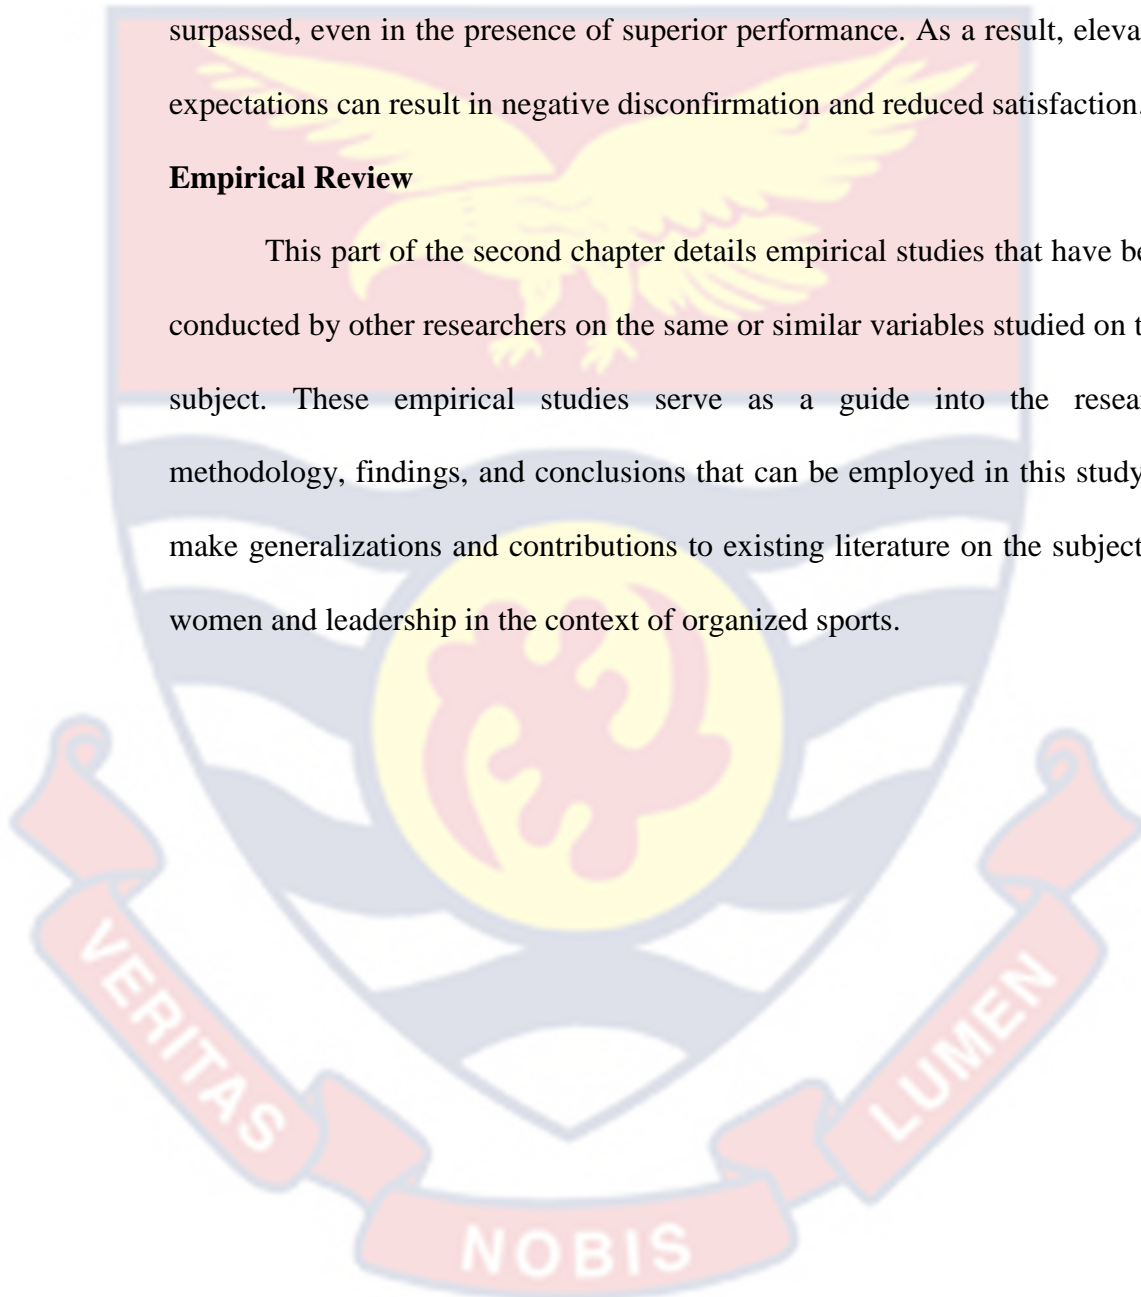 surpassed, even in the presence of superior performance. As a result, eleva
expectations can result in negative disconfirmation and reduced satisfaction.
Empirical Review
This part of the second chapter details empirical studies that have be
conducted by other researchers on the same or similar variables studied on t
subject. These empirical studies serve as a guide into the resear
methodology, findings, and conclusions that can be employed in this study
make generalizations and contributions to existing literature on the subject
women and leadership in the context of organized sports.
VERITAS
NOBIS
LUMEN